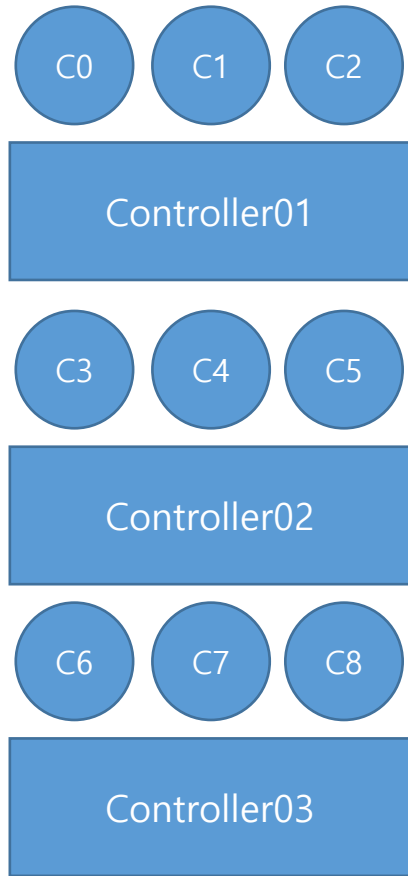 C0 C1 C2
Controller01
C3 C4 C5
Controller02
C6 C7 C8
Controller03